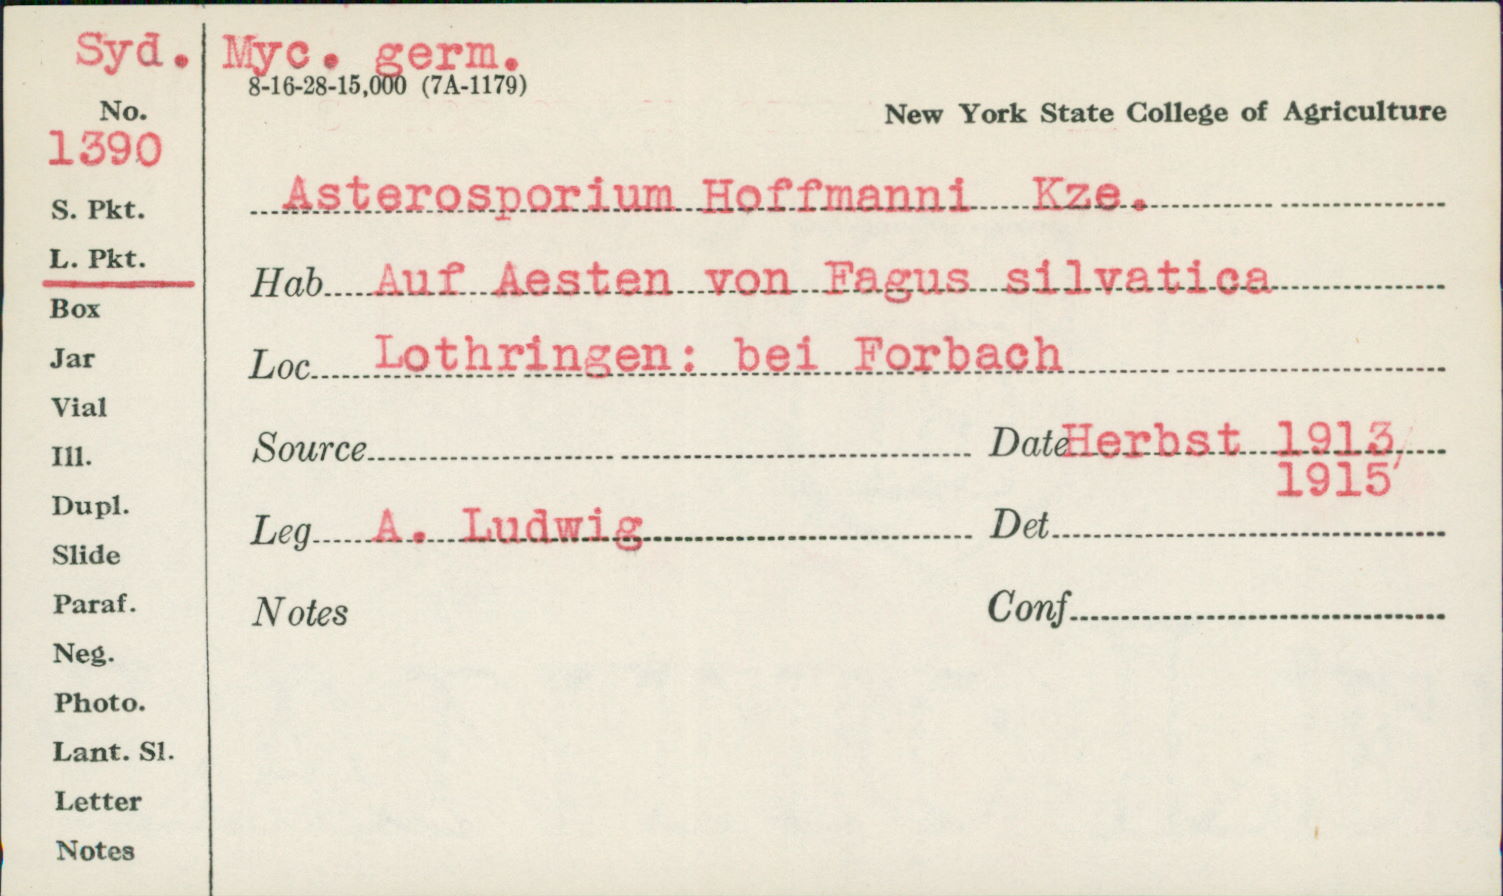 Syd. Myc. germ.
8-16-28-15,000 (7A-1179)
New York State College of Agriculture
No.
1390
S. Pkt.
L. Pkt.
Box
Jar
Vial
Ill.
Dupl.
Slide
Paraf.
Neg.
Photo.
Lant. Sl.
Letter
Notes
Asterosporium Hoffmanni Kze.
Hab Auf Aesten von Fagus silvatica
Loc Lothringen: bei Forbach
Source
Date Herbst 1913,
1915
Leg A. Ludwig
Det
Notes
Conf